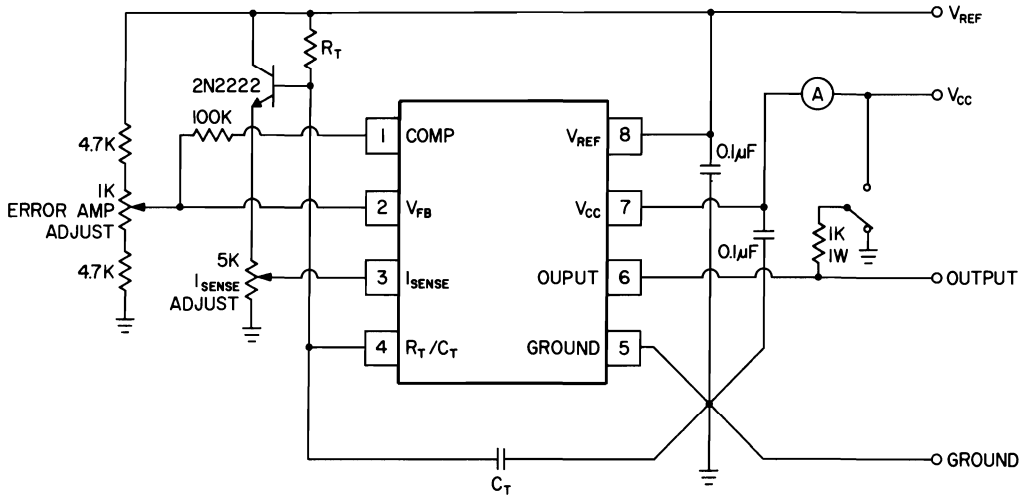 V_REF
R_T
2N2222
A
V_CC
100K
1
COMP
V_REF
8
0.1µF
4.7K
1K
ERROR AMP
ADJUST
2
V_FB
V_CC
7
0.1µF
1K
1W
4.7K
5K
I_SENSE
ADJUST
3
I_SENSE
OUPUT
6
OUTPUT
4
R_T/C_T
GROUND
5
C_T
GROUND